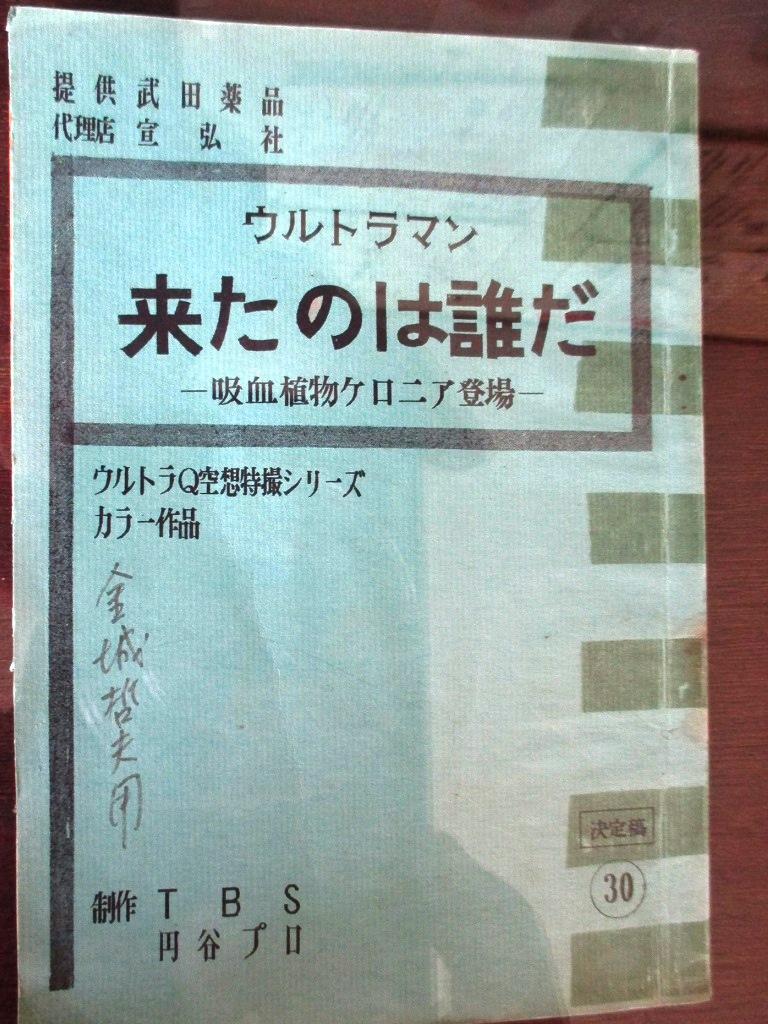 提供 武田薬品
代理店 宣弘社
ウルトラマン
来たのは誰だ
—吸血植物ケロニア登場—
ウルトラQ空想特撮シリーズ
カラー作品
金城哲夫用
決定稿
30
制作 TBS
円谷プロ